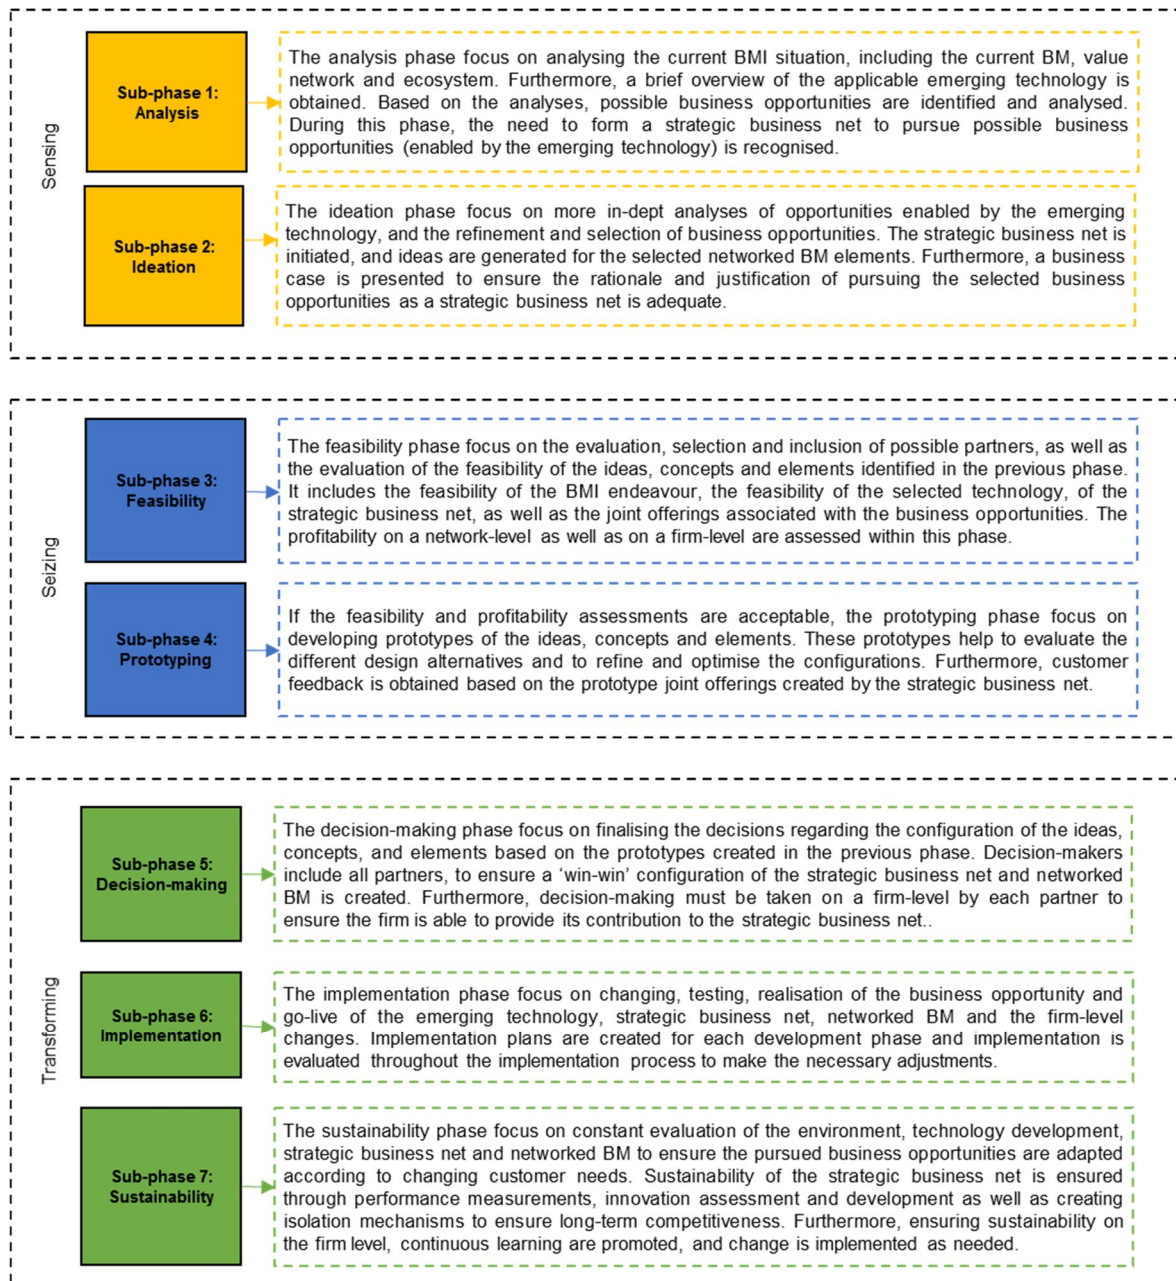 Sensing
Sub-phase 1:
Analysis
The analysis phase focus on analysing the current BMI situation, including the current BM, value
network and ecosystem. Furthermore, a brief overview of the applicable emerging technology is
obtained. Based on the analyses, possible business opportunities are identified and analysed.
During this phase, the need to form a strategic business net to pursue possible business
opportunities (enabled by the emerging technology) is recognised.
Sub-phase 2:
Ideation
The ideation phase focus on more in-dept analyses of opportunities enabled by the emerging
technology, and the refinement and selection of business opportunities. The strategic business net is
initiated, and ideas are generated for the selected networked BM elements. Furthermore, a business
case is presented to ensure the rationale and justification of pursuing the selected business
opportunities as a strategic business net is adequate.
Seizing
Sub-phase 3:
Feasibility
The feasibility phase focus on the evaluation, selection and inclusion of possible partners, as well as
the evaluation of the feasibility of the ideas, concepts and elements identified in the previous phase.
It includes the feasibility of the BMI endeavour, the feasibility of the selected technology, of the
strategic business net, as well as the joint offerings associated with the business opportunities. The
profitability on a network-level as well as on a firm-level are assessed within this phase.
Sub-phase 4:
Prototyping
If the feasibility and profitability assessments are acceptable, the prototyping phase focus on
developing prototypes of the ideas, concepts and elements. These prototypes help to evaluate the
different design alternatives and to refine and optimise the configurations. Furthermore, customer
feedback is obtained based on the prototype joint offerings created by the strategic business net.
Transforming
Sub-phase 5:
Decision-making
The decision-making phase focus on finalising the decisions regarding the configuration of the ideas,
concepts, and elements based on the prototypes created in the previous phase. Decision-makers
include all partners, to ensure a ‘win-win’ configuration of the strategic business net and networked
BM is created. Furthermore, decision-making must be taken on a firm-level by each partner to
ensure the firm is able to provide its contribution to the strategic business net..
Sub-phase 6:
Implementation
The implementation phase focus on changing, testing, realisation of the business opportunity and
go-live of the emerging technology, strategic business net, networked BM and the firm-level
changes. Implementation plans are created for each development phase and implementation is
evaluated throughout the implementation process to make the necessary adjustments.
Sub-phase 7:
Sustainability
The sustainability phase focus on constant evaluation of the environment, technology development,
strategic business net and networked BM to ensure the pursued business opportunities are adapted
according to changing customer needs. Sustainability of the strategic business net is ensured
through performance measurements, innovation assessment and development as well as creating
isolation mechanisms to ensure long-term competitiveness. Furthermore, ensuring sustainability on
the firm level, continuous learning are promoted, and change is implemented as needed.